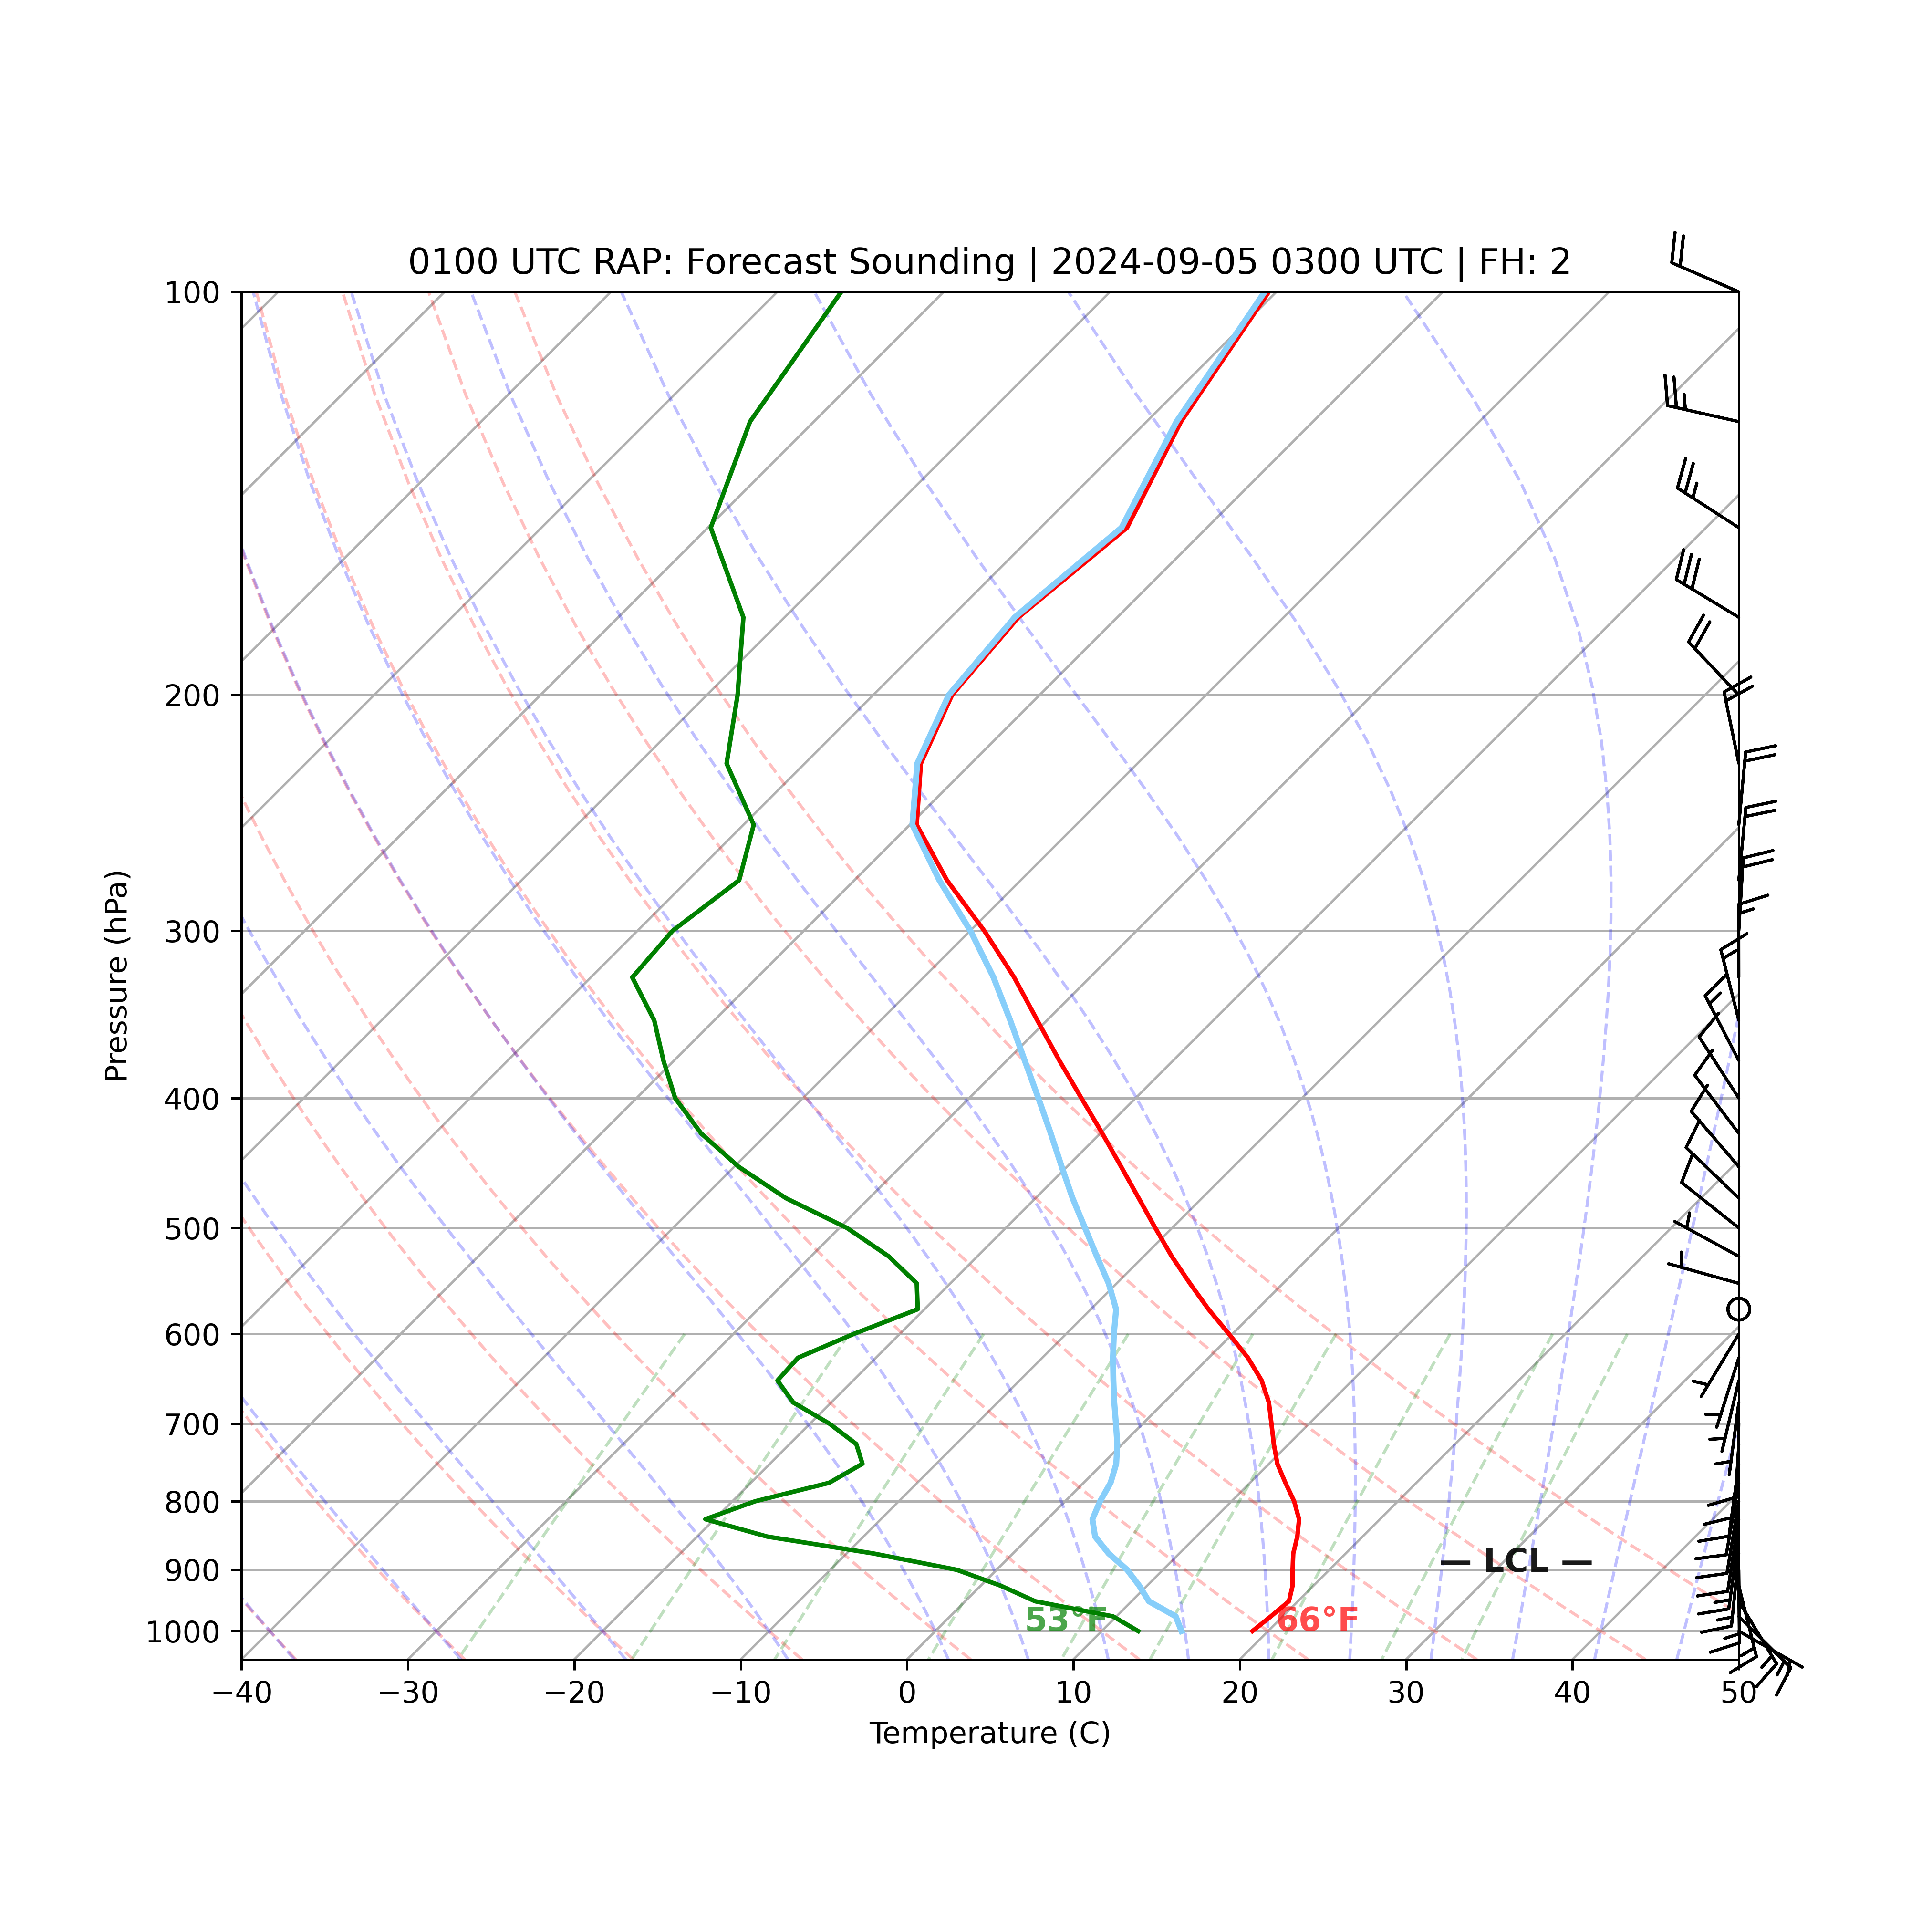 0100 UTC RAP: Forecast Sounding | 2024-09-05 0300 UTC | FH: 2
100
200
300
400
500
600
700
800
900
1000
Pressure (hPa)
— LCL —
53°F
66°F
−40 −30 −20 −10 0 10 20 30 40 50
Temperature (C)